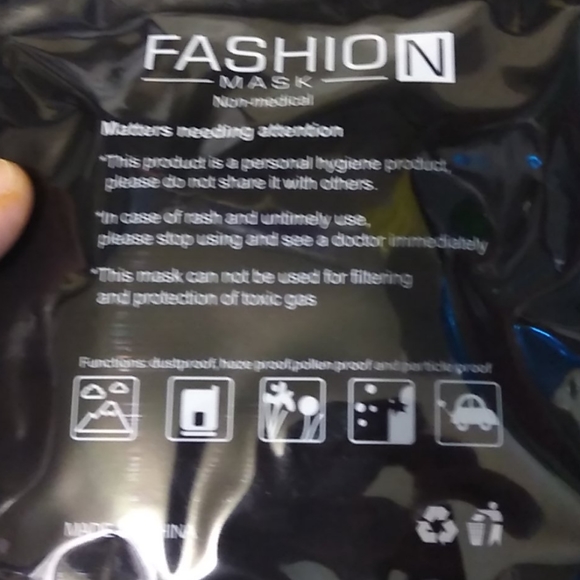 FASHION
MASK
Non-medical
Matters needing attention
*This product is a personal hygiene product,
please do not share it with others.
*In case of rash and untimely use,
please stop using and see a doctor immediately
*This mask can not be used for filtering
and protection of toxic gas
Functions: dustproof, haze proof,pollen proof and particle proof
MADE CHINA